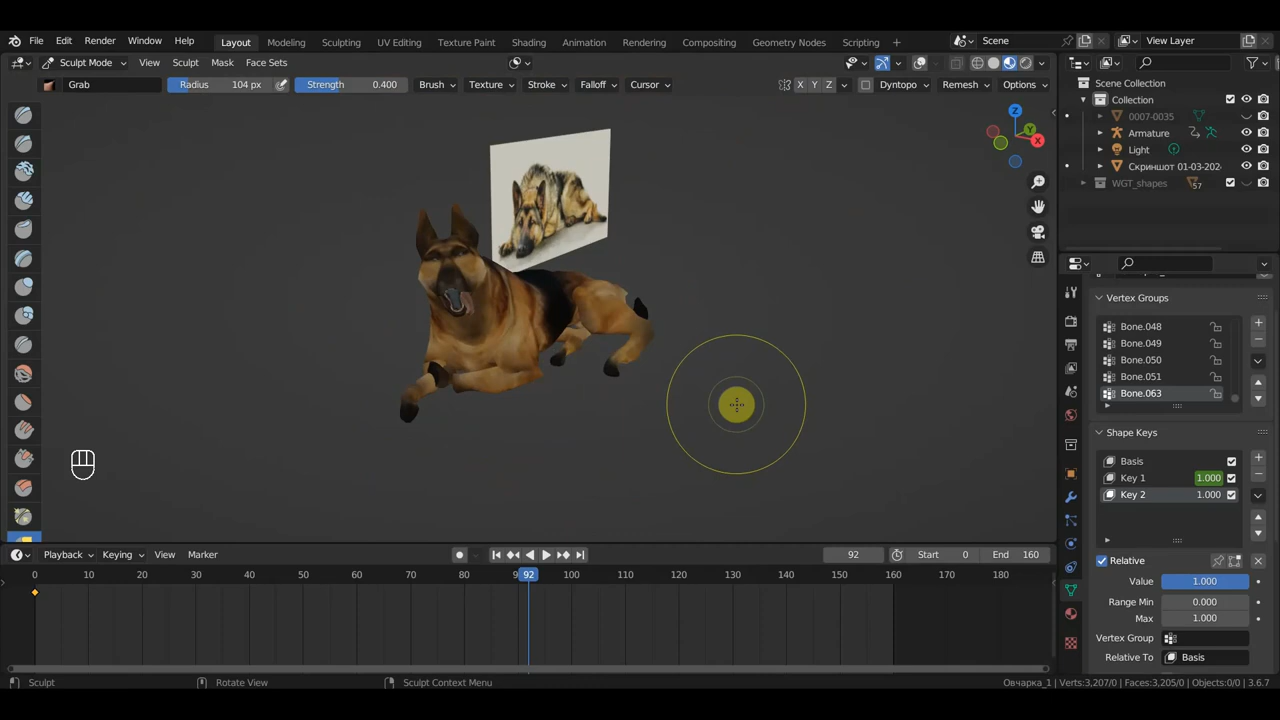 File Edit Render Window Help Layout Modeling Sculpting UV Editing Texture Paint Shading Animation Rendering Compositing Geometry Nodes Scripting + Scene View Layer
Sculpt Mode View Sculpt Mask Face Sets
Grab Radius 104 px Strength 0.400 Brush Texture Stroke Falloff Cursor X Y Z Dyntopo Remesh Options
Scene Collection
Collection
0007-0035
Armature
Light
Скриншот 01-03-202
WGT_shapes 57
Z
Y
X
Vertex Groups
Bone.048
Bone.049
Bone.050
Bone.051
Bone.063
Shape Keys
Basis
Key 1 1.000
Key 2 1.000
Relative
Value 1.000
Range Min 0.000
Max 1.000
Vertex Group
Relative To Basis
Playback Keying View Marker 92 Start 0 End 160
0 10 20 30 40 50 60 70 80 9 92 100 110 120 130 140 150 160 170 180
Sculpt Rotate View Sculpt Context Menu Овчарка_1 | Verts:3,207/0 | Faces:3,205/0 | Objects:0/0 | 3.6.7